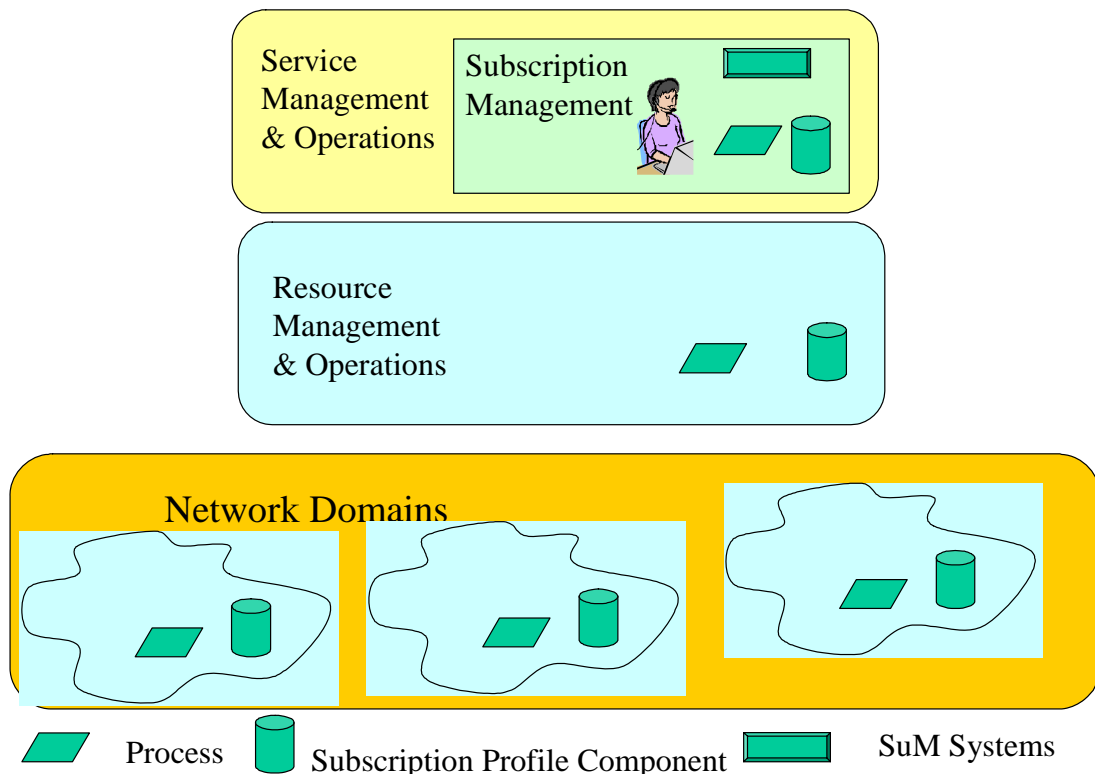 Service
Management
& Operations
Subscription
Management
Resource
Management
& Operations
Network Domains
Process
Subscription Profile Component
SuM Systems